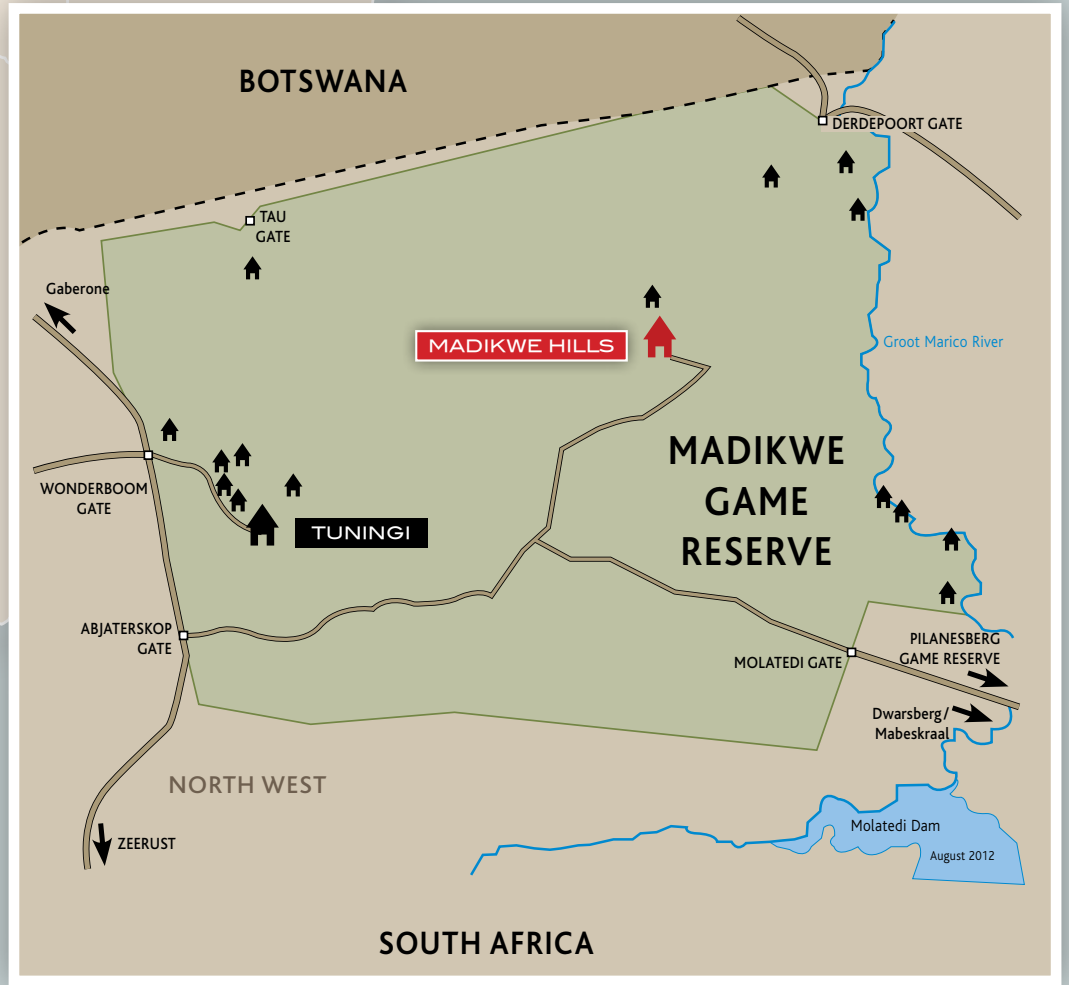 BOTSWANA
DERDEPOORT GATE
TAU
GATE
Gaberone
MADIKWE HILLS
Groot Marico River
MADIKWE
GAME
RESERVE
WONDERBOOM
GATE
TUNINGI
ABJATERSKOP
GATE
MOLATEDI GATE
PILANESBERG
GAME RESERVE
Dwarsberg/
Mabeskraal
NORTH WEST
ZEERUST
Molatedi Dam
August 2012
SOUTH AFRICA